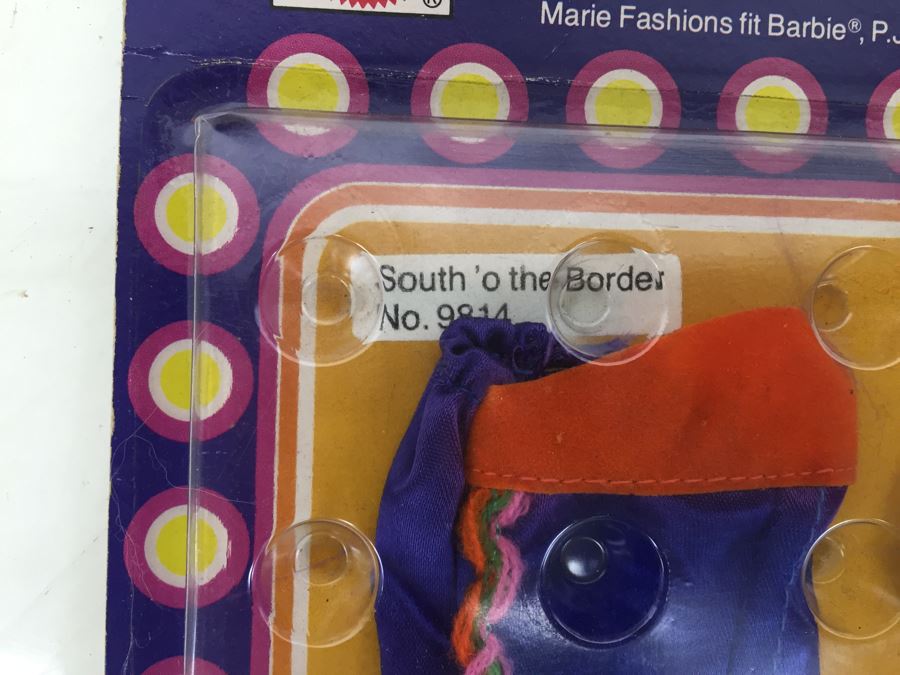 ®
Marie Fashions fit Barbie®, P.J
South 'o the Border
No. 9814